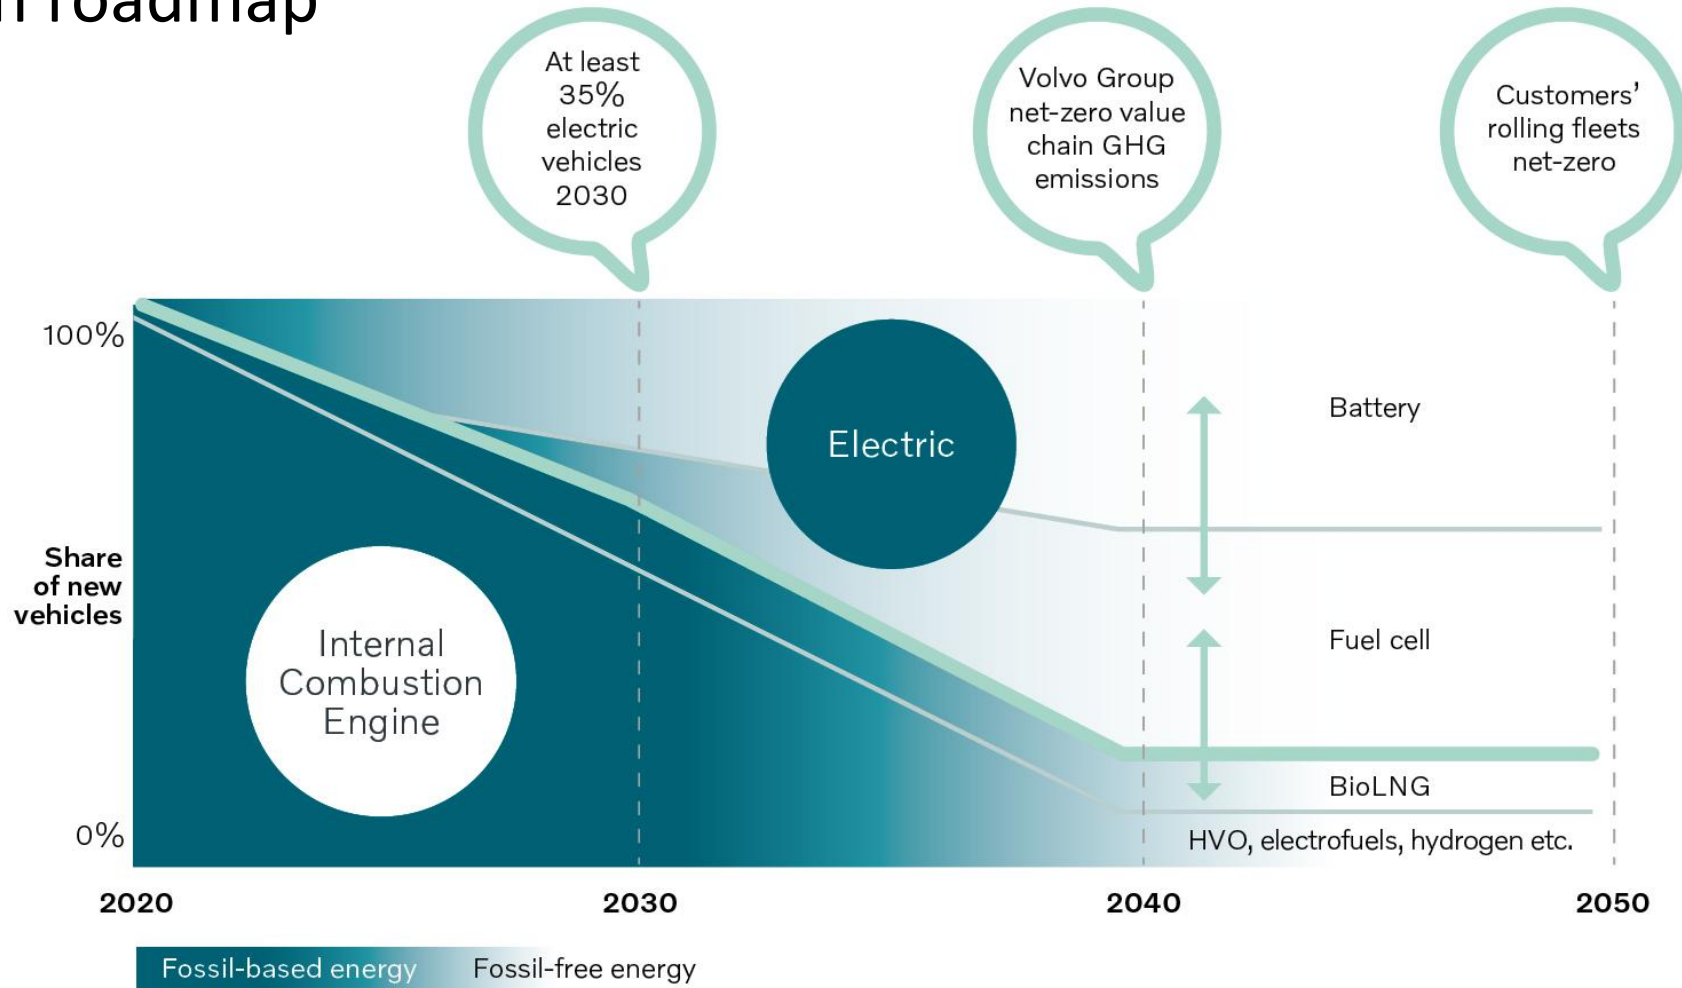 roadmap
At least
35%
electric
vehicles
2030
Volvo Group
net-zero value
chain GHG
emissions
Customers’
rolling fleets
net-zero
100%
Share
of new
vehicles
0%
Internal
Combustion
Engine
Electric
Battery
Fuel cell
BioLNG
HVO, electrofuels, hydrogen etc.
2020
2030
2040
2050
Fossil-based energy
Fossil-free energy